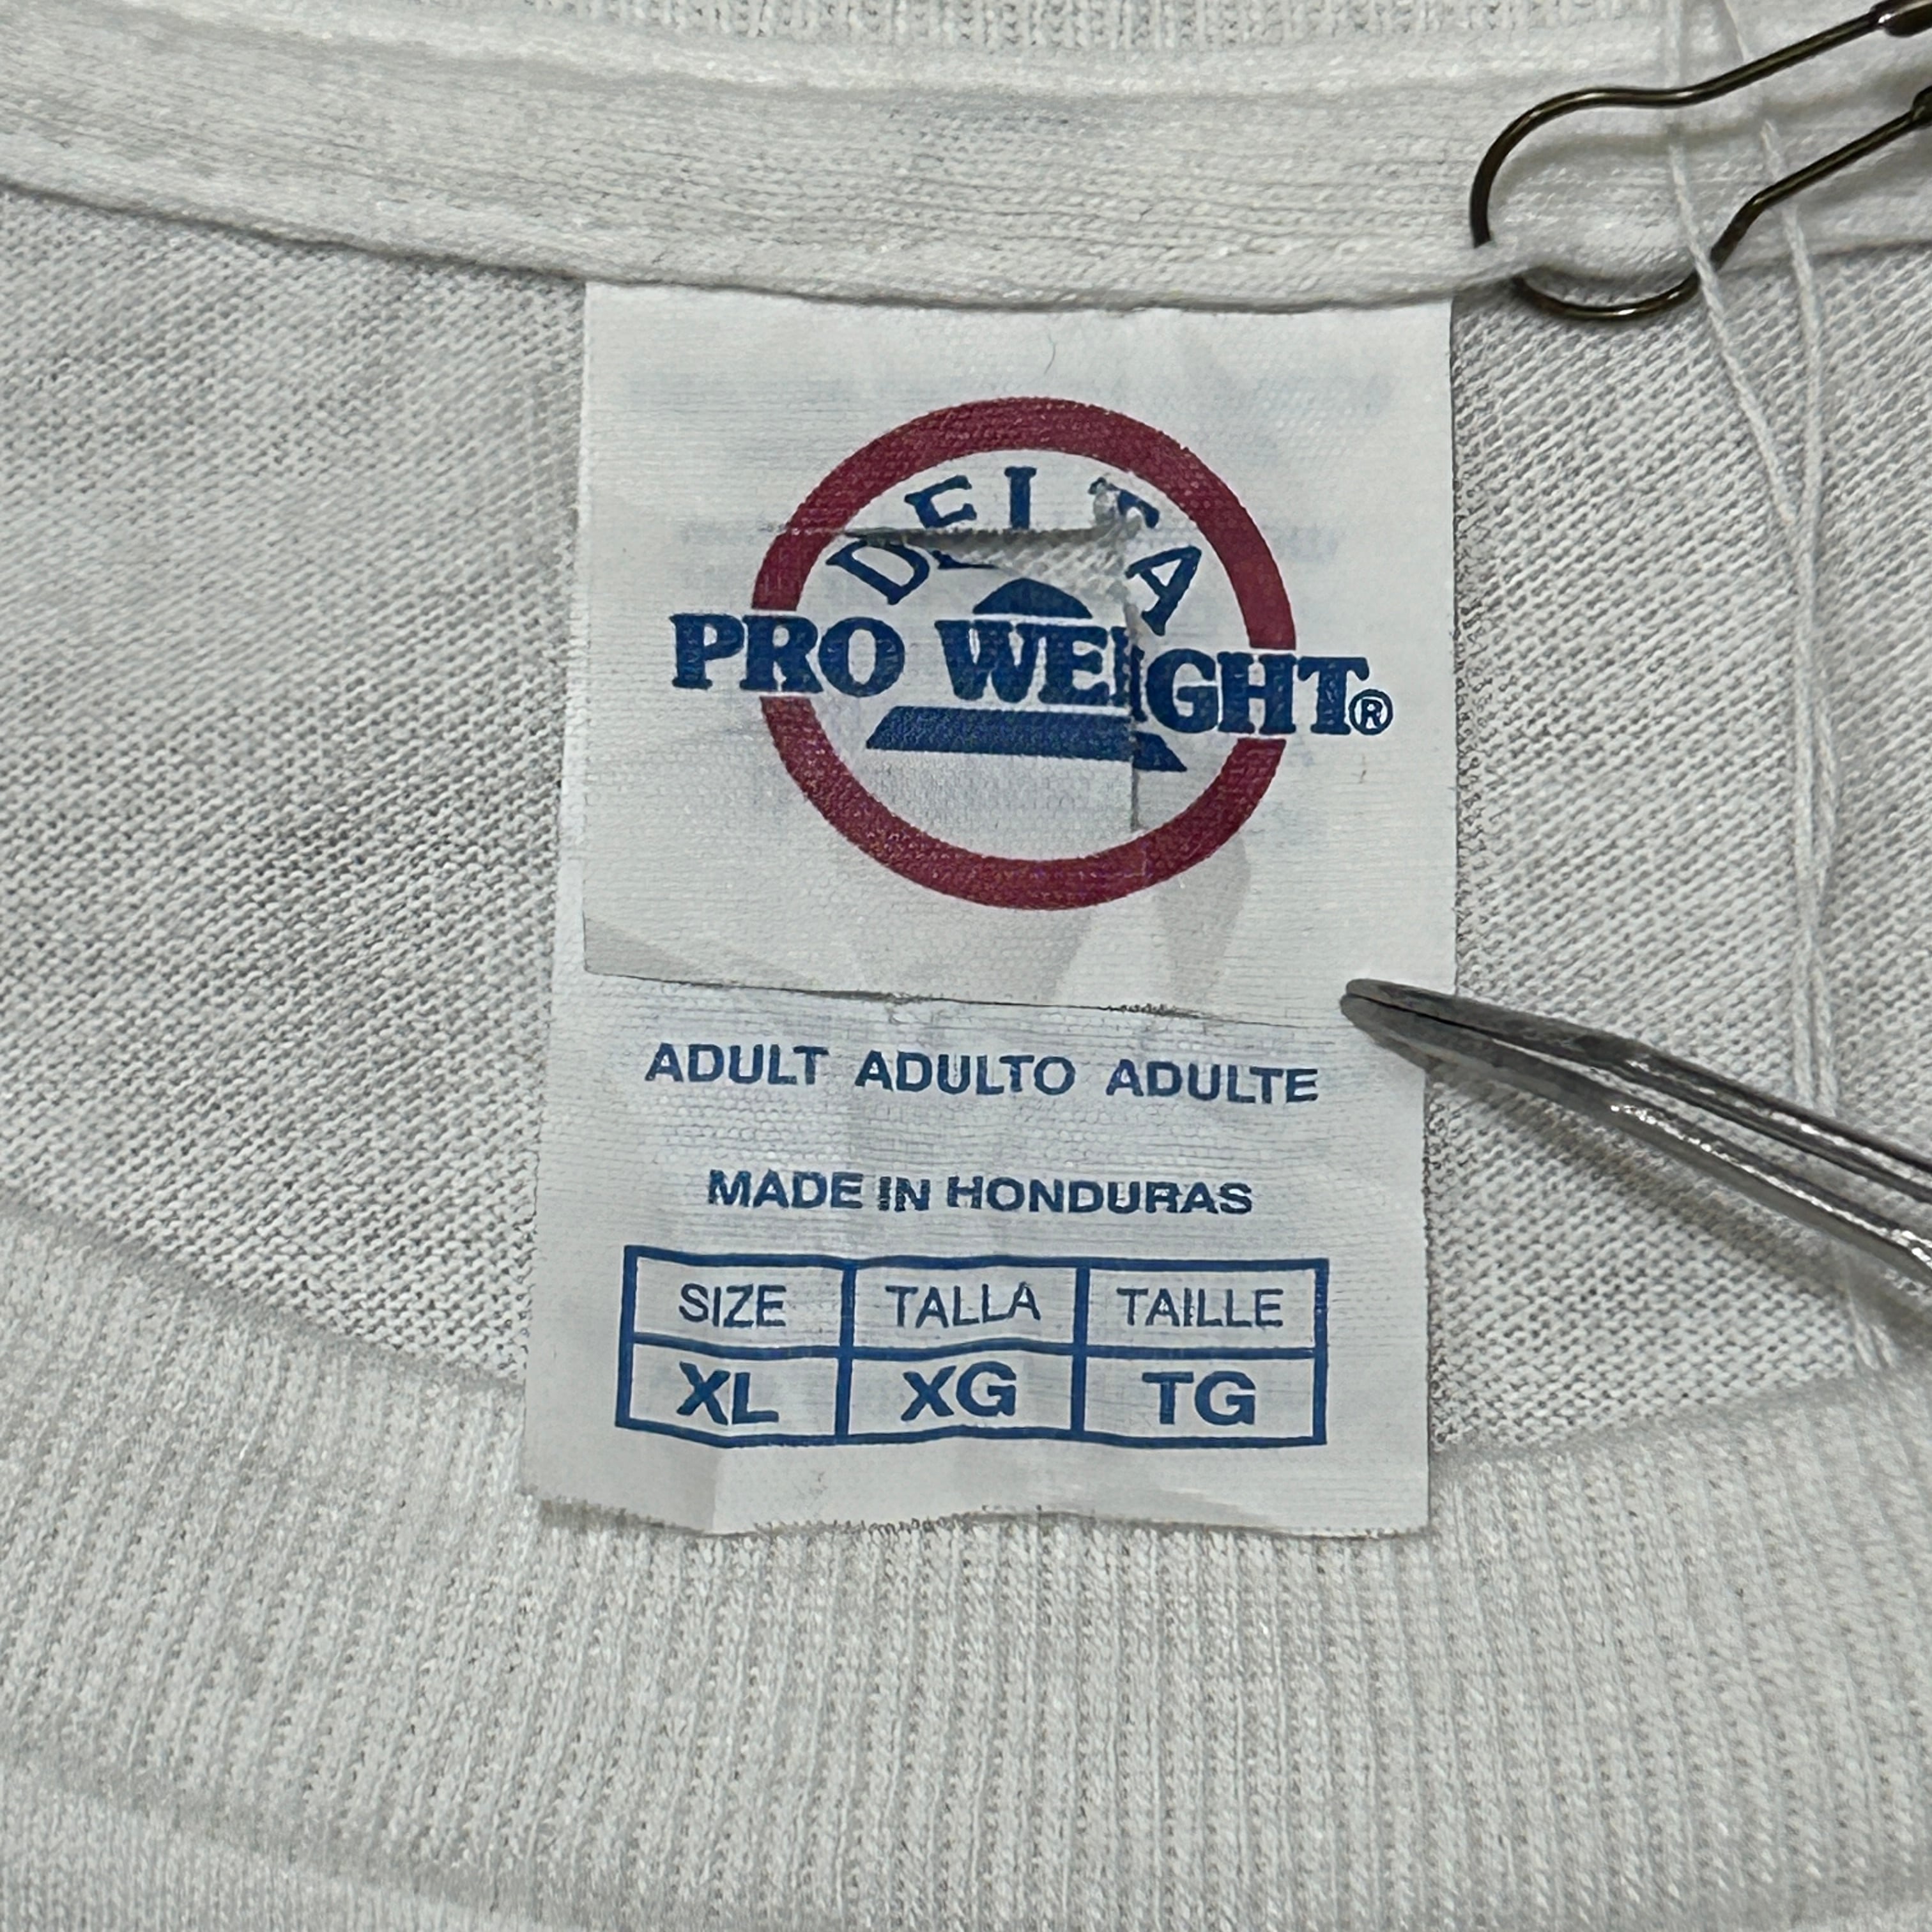 DELTA
PRO WEIGHT®
ADULT ADULTO ADULTE
MADE IN HONDURAS
SIZE TALLA TAILLE
XL XG TG